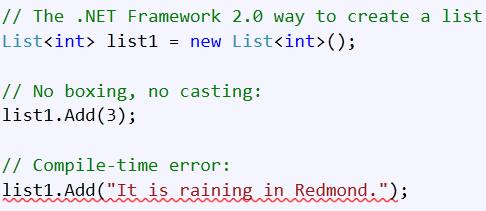 // The .NET Framework 2.0 way to create a list
List<int> list1 = new List<int>();
// No boxing, no casting:
list1.Add(3);
// Compile-time error:
list1.Add("It is raining in Redmond.");